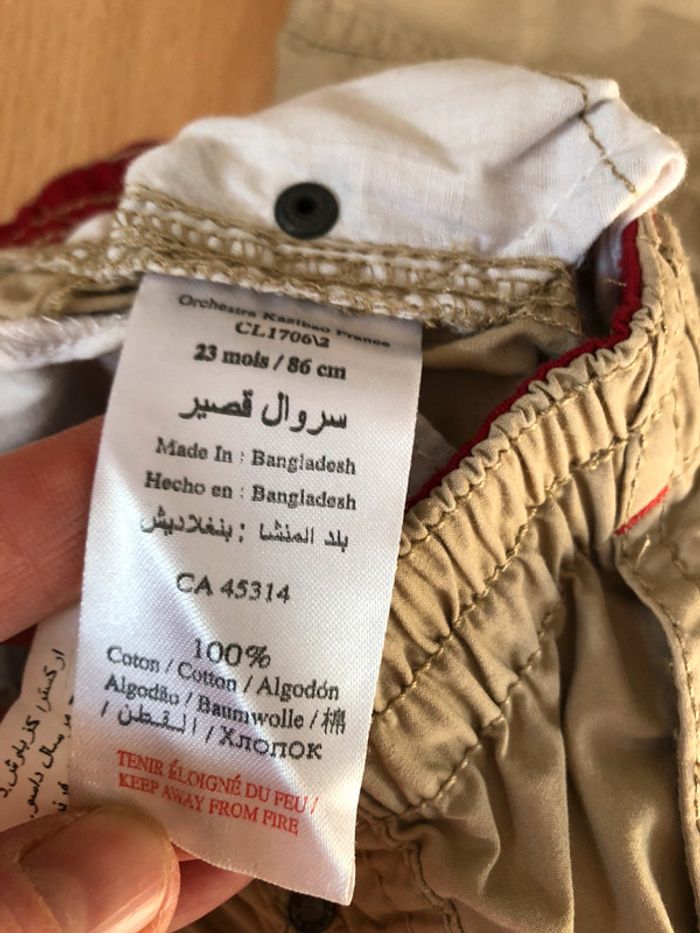 Orchestra Kazibao France
CL1706\2
23 mois / 86 cm
سروال قصير
Made In : Bangladesh
Hecho en : Bangladesh
بلد المنشا : بنغلاديش
CA 45314
100%
Coton / Cotton / Algodón
Algodão / Baumwolle / 棉
/ القطن / Хлопок
TENIR ÉLOIGNÉ DU FEU /
KEEP AWAY FROM FIRE